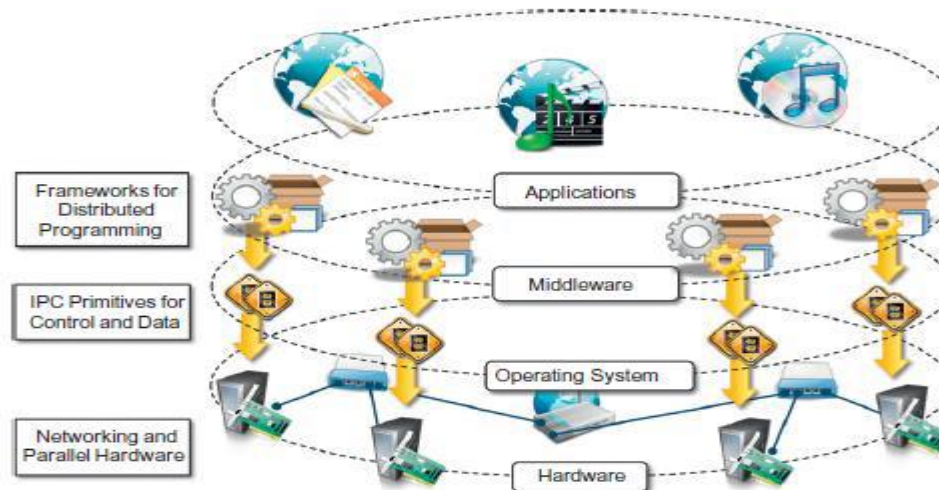 Frameworks for
Distributed
Programming
Applications
IPC Primitives for
Control and Data
Middleware
Operating System
Networking and
Parallel Hardware
Hardware